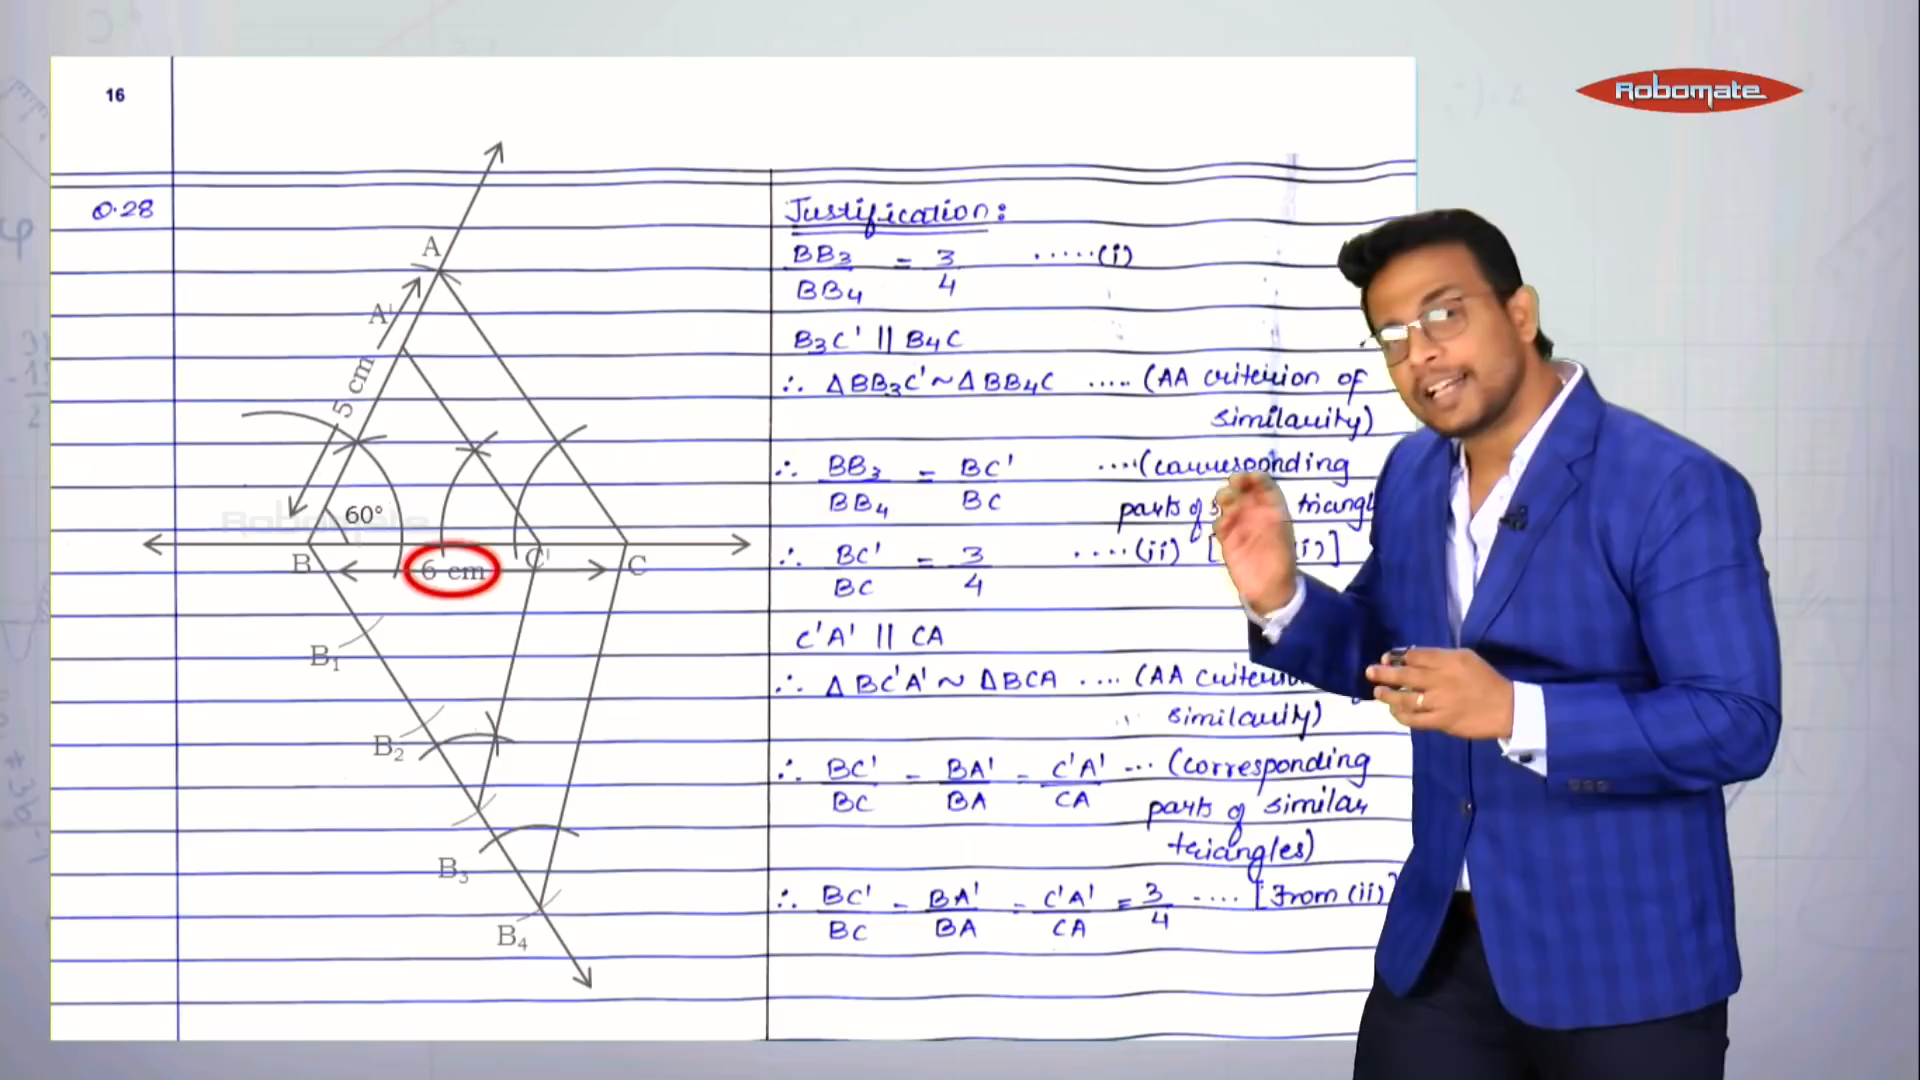 16
Robomate
Q.28
A
A'
5 cm
60°
Robomate
B
6 cm
C'
C
B1
B2
B3
B4
Justification:
BB3 / BB4 = 3 / 4 .....(i)
B3C' || B4C
∴ ΔBB3C' ~ ΔBB4C ..... (AA criterion of
similarity)
∴ BB3 / BB4 = BC' / BC ....(corresponding
parts of triangl
∴ BC' / BC = 3 / 4 ....(ii) [ (i)]
C'A' || CA
∴ ΔBC'A' ~ ΔBCA .... (AA
similarity)
∴ BC' / BC = BA' / BA = C'A' / CA ... (corresponding
parts of similar
triangles)
∴ BC' / BC = BA' / BA = C'A' / CA = 3 / 4 .... [From (ii)]